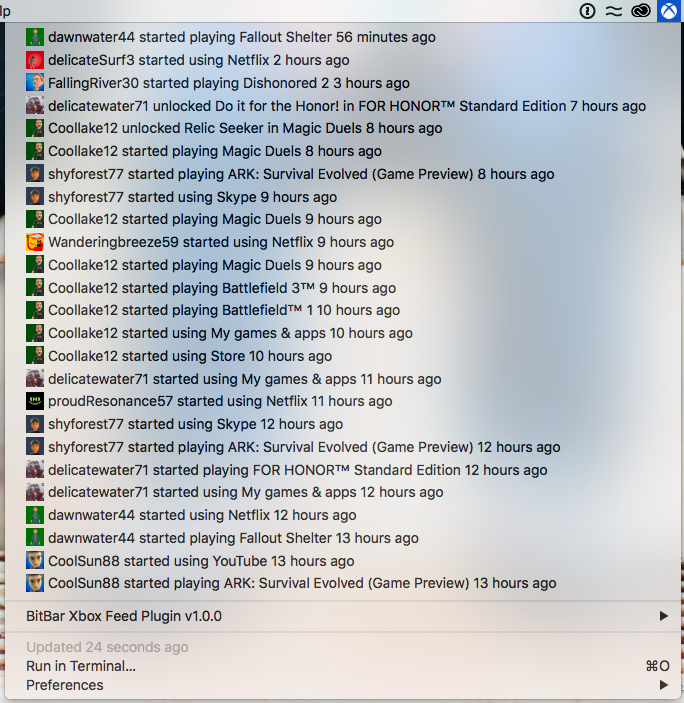 lp
dawnwater44 started playing Fallout Shelter 56 minutes ago
delicateSurf3 started using Netflix 2 hours ago
FallingRiver30 started playing Dishonored 2 3 hours ago
delicatewater71 unlocked Do it for the Honor! in FOR HONOR™ Standard Edition 7 hours ago
Coollake12 unlocked Relic Seeker in Magic Duels 8 hours ago
Coollake12 started playing Magic Duels 8 hours ago
shyforest77 started playing ARK: Survival Evolved (Game Preview) 8 hours ago
shyforest77 started using Skype 9 hours ago
Coollake12 started playing Magic Duels 9 hours ago
Wanderingbreeze59 started using Netflix 9 hours ago
Coollake12 started playing Magic Duels 9 hours ago
Coollake12 started playing Battlefield 3™ 9 hours ago
Coollake12 started playing Battlefield™ 1 10 hours ago
Coollake12 started using My games & apps 10 hours ago
Coollake12 started using Store 10 hours ago
delicatewater71 started using My games & apps 11 hours ago
proudResonance57 started using Netflix 11 hours ago
shyforest77 started using Skype 12 hours ago
shyforest77 started playing ARK: Survival Evolved (Game Preview) 12 hours ago
delicatewater71 started playing FOR HONOR™ Standard Edition 12 hours ago
delicatewater71 started using My games & apps 12 hours ago
dawnwater44 started using Netflix 12 hours ago
dawnwater44 started playing Fallout Shelter 13 hours ago
CoolSun88 started using YouTube 13 hours ago
CoolSun88 started playing ARK: Survival Evolved (Game Preview) 13 hours ago
BitBar Xbox Feed Plugin v1.0.0
Updated 24 seconds ago
Run in Terminal... ⌘O
Preferences